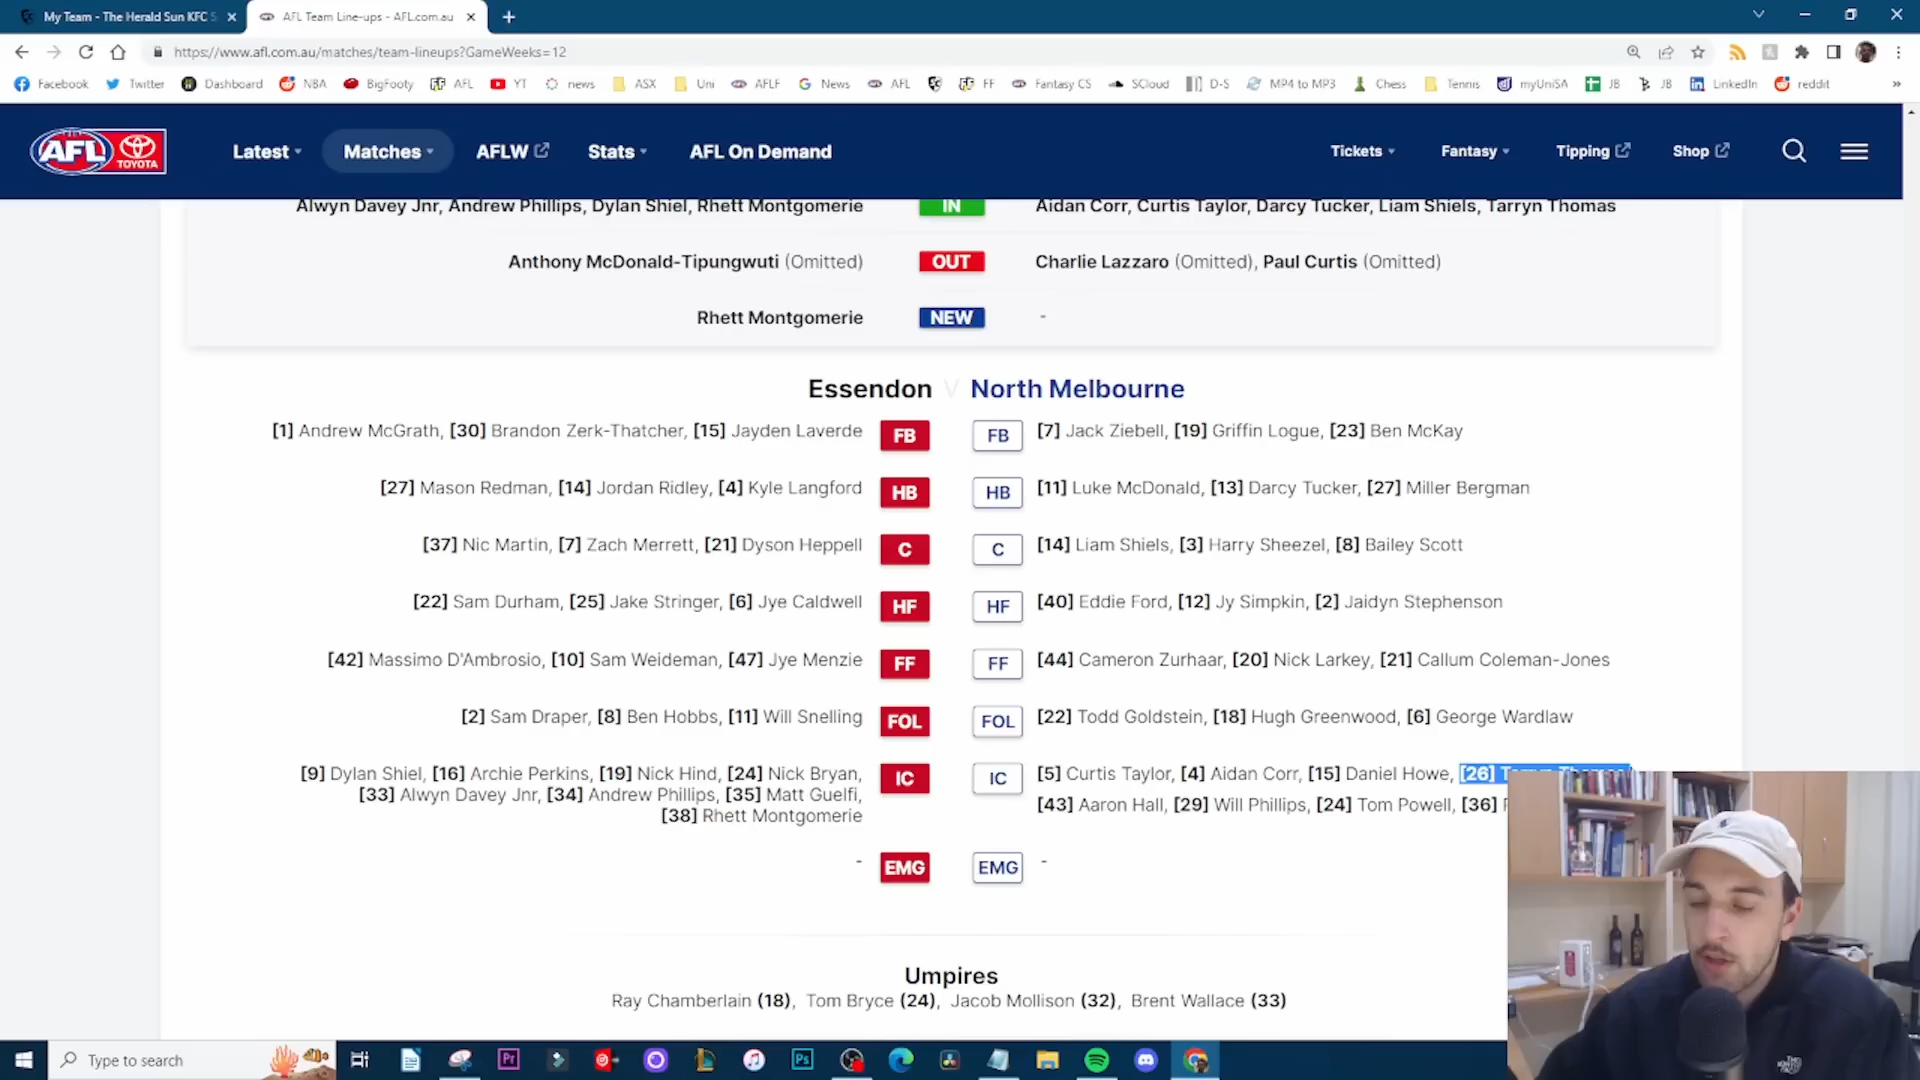 My Team - The Herald Sun KFC S
AFL Team Line-ups - AFL.com.au
https://www.afl.com.au/matches/team-lineups?GameWeeks=12
Facebook Twitter Dashboard NBA BigFooty AFL YT news ASX Uni AFLF News AFL FF Fantasy CS SCloud D-S MP4 to MP3 Chess Tennis myUniSA JB JB LinkedIn reddit
AFL TOYOTA Latest Matches AFLW Stats AFL On Demand Tickets Fantasy Tipping Shop
Alwyn Davey Jnr, Andrew Phillips, Dylan Shiel, Rhett Montgomerie IN Aidan Corr, Curtis Taylor, Darcy Tucker, Liam Shiels, Tarryn Thomas
Anthony McDonald-Tipungwuti (Omitted) OUT Charlie Lazzaro (Omitted), Paul Curtis (Omitted)
Rhett Montgomerie NEW -
Essendon V North Melbourne
[1] Andrew McGrath, [30] Brandon Zerk-Thatcher, [15] Jayden Laverde FB FB [7] Jack Ziebell, [19] Griffin Logue, [23] Ben McKay
[27] Mason Redman, [14] Jordan Ridley, [4] Kyle Langford HB HB [11] Luke McDonald, [13] Darcy Tucker, [27] Miller Bergman
[37] Nic Martin, [7] Zach Merrett, [21] Dyson Heppell C C [14] Liam Shiels, [3] Harry Sheezel, [8] Bailey Scott
[22] Sam Durham, [25] Jake Stringer, [6] Jye Caldwell HF HF [40] Eddie Ford, [12] Jy Simpkin, [2] Jaidyn Stephenson
[42] Massimo D'Ambrosio, [10] Sam Weideman, [47] Jye Menzie FF FF [44] Cameron Zurhaar, [20] Nick Larkey, [21] Callum Coleman-Jones
[2] Sam Draper, [8] Ben Hobbs, [11] Will Snelling FOL FOL [22] Todd Goldstein, [18] Hugh Greenwood, [6] George Wardlaw
[9] Dylan Shiel, [16] Archie Perkins, [19] Nick Hind, [24] Nick Bryan, IC IC [5] Curtis Taylor, [4] Aidan Corr, [15] Daniel Howe, [26] Tarryn Thomas
[33] Alwyn Davey Jnr, [34] Andrew Phillips, [35] Matt Guelfi, [43] Aaron Hall, [29] Will Phillips, [24] Tom Powell, [36]
[38] Rhett Montgomerie
- EMG EMG -
Umpires
Ray Chamberlain (18), Tom Bryce (24), Jacob Mollison (32), Brent Wallace (33)
Type to search
Pr
Ps